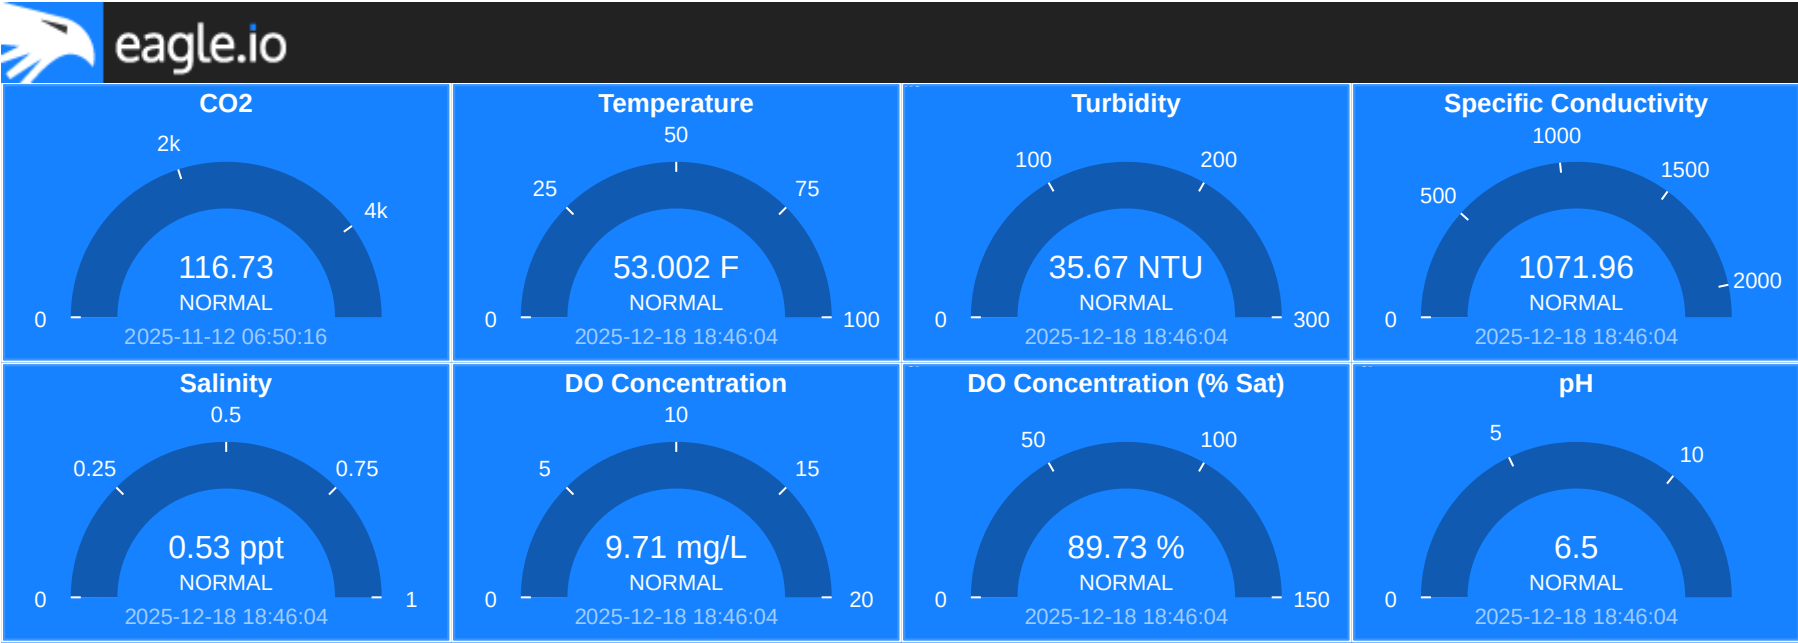 eagle.io
CO2
2k
4k
0
116.73
NORMAL
2025-11-12 06:50:16
Temperature
50
25
75
0
100
53.002 F
NORMAL
2025-12-18 18:46:04
Turbidity
100
200
0
300
35.67 NTU
NORMAL
2025-12-18 18:46:04
Specific Conductivity
1000
500
1500
0
2000
1071.96
NORMAL
2025-12-18 18:46:04
Salinity
0.5
0.25
0.75
0
1
0.53 ppt
NORMAL
2025-12-18 18:46:04
DO Concentration
10
5
15
0
20
9.71 mg/L
NORMAL
2025-12-18 18:46:04
DO Concentration (% Sat)
50
100
0
150
89.73 %
NORMAL
2025-12-18 18:46:04
pH
5
10
0
6.5
NORMAL
2025-12-18 18:46:04